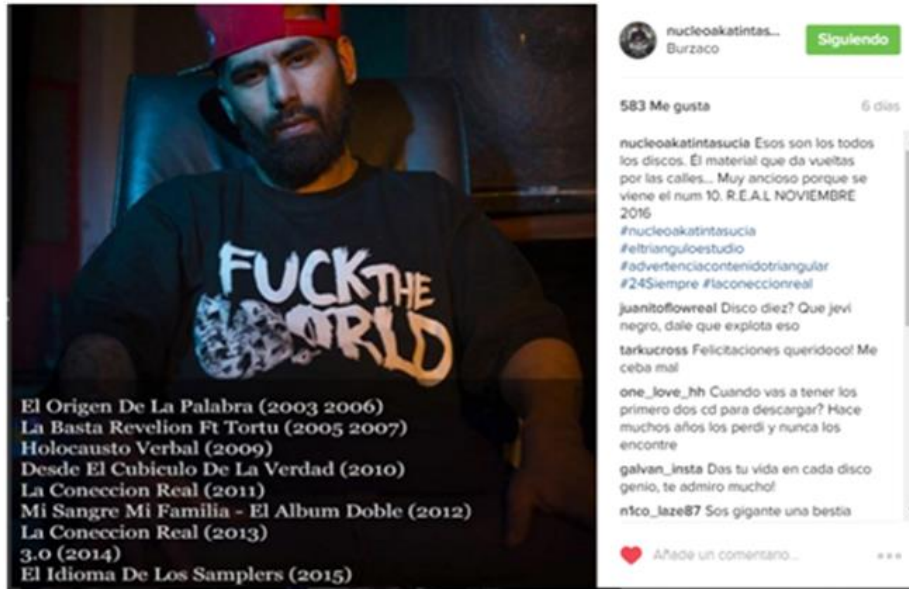 FUCK THE
WORLD
El Origen De La Palabra (2003 2006)
La Basta Revelion Ft Tortu (2005 2007)
Holocausto Verbal (2009)
Desde El Cubiculo De La Verdad (2010)
La Coneccion Real (2011)
Mi Sangre Mi Familia - El Album Doble (2012)
La Coneccion Real (2013)
3.0 (2014)
El Idioma De Los Samplers (2015)
nucleoakatintas...
Burzaco
Siguiendo
583 Me gusta
6 días
nucleoakatintasucia Esos son los todos
los discos. Él material que da vueltas
por las calles... Muy ancioso porque se
viene el num 10. R.E.A.L NOVIEMBRE
2016
#nucleoakatintasucia
#eltrianguloestudio
#advertenciacontenidotriangular
#24Siempre #laconeccionreal
juanitoflowreal Disco diez? Que jevi
negro, dale que explota eso
tarkucross Felicitaciones queridooo! Me
ceba mal
one_love_hh Cuando vas a tener los
primero dos cd para descargar? Hace
muchos años los perdi y nunca los
encontre
galvan_insta Das tu vida en cada disco
genio, te admiro mucho!
n1co_laze87 Sos gigante una bestia
Añade un comentario...